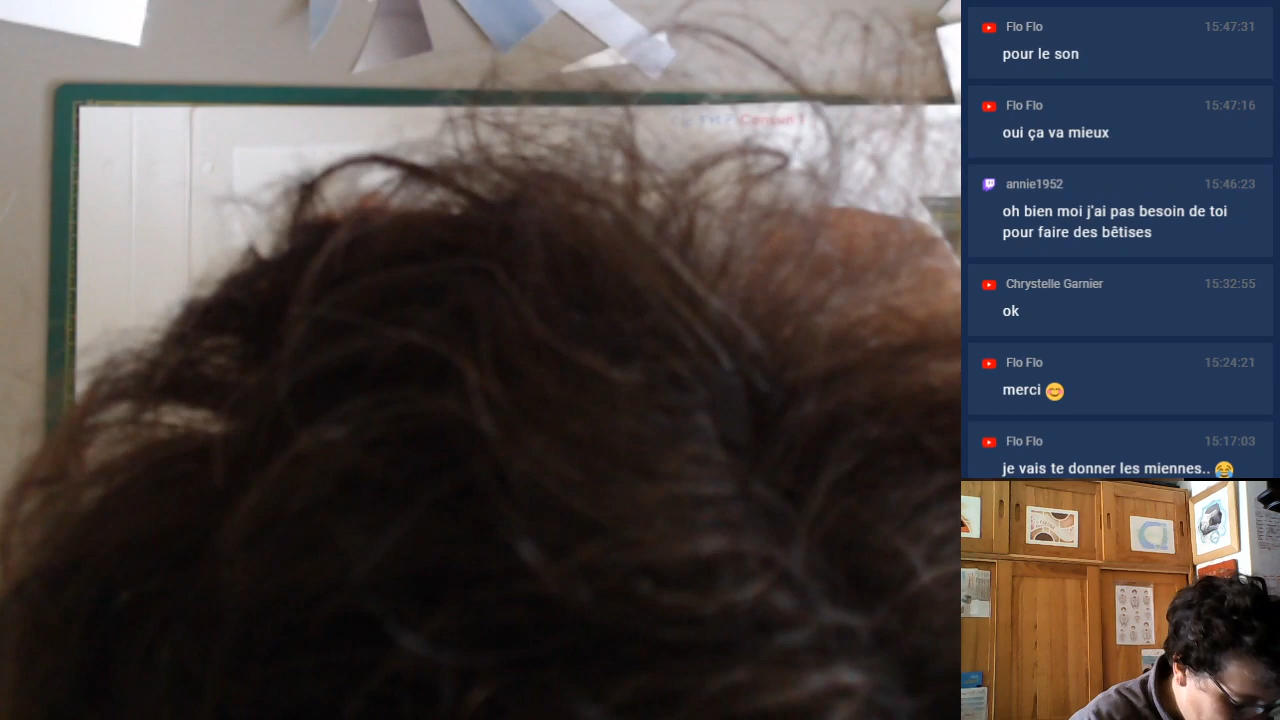 Flo Flo 15:47:31
pour le son
Flo Flo 15:47:16
oui ça va mieux
annie1952 15:46:23
oh bien moi j'ai pas besoin de toi
pour faire des bêtises
Chrystelle Garnier 15:32:55
ok
Flo Flo 15:24:21
merci 😊
Flo Flo 15:17:03
je vais te donner les miennes.. 😂